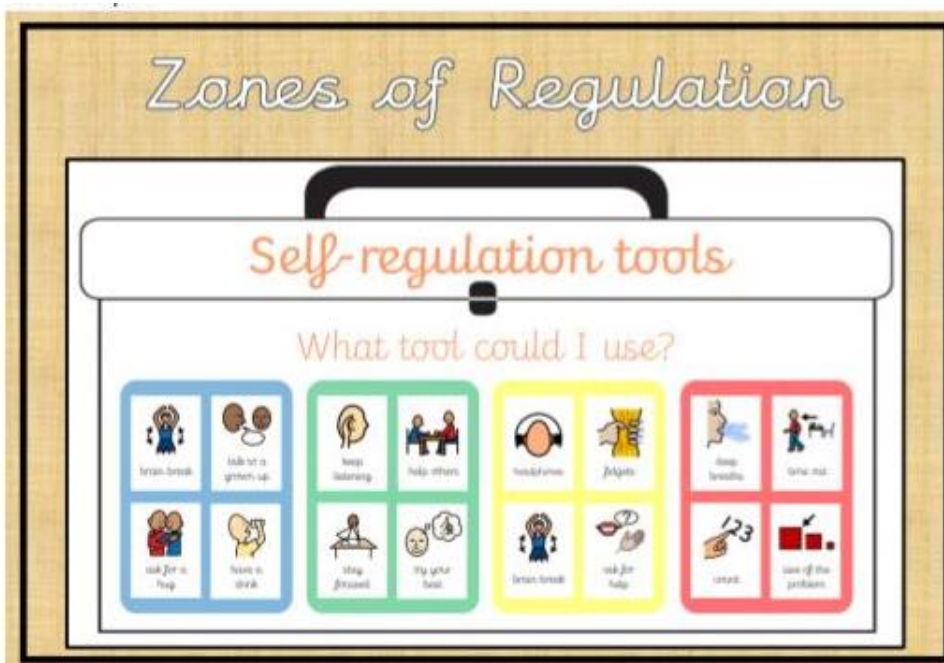 Zones of Regulation
Self-regulation tools
What tool could I use?
brain break
talk to a
grown up
keep
listening
help others
headphones
fidgets
deep
breaths
time out
ask for a
hug
have a
drink
stay
focused
try your
best
brain break
ask for
help
123
count
size of the
problem